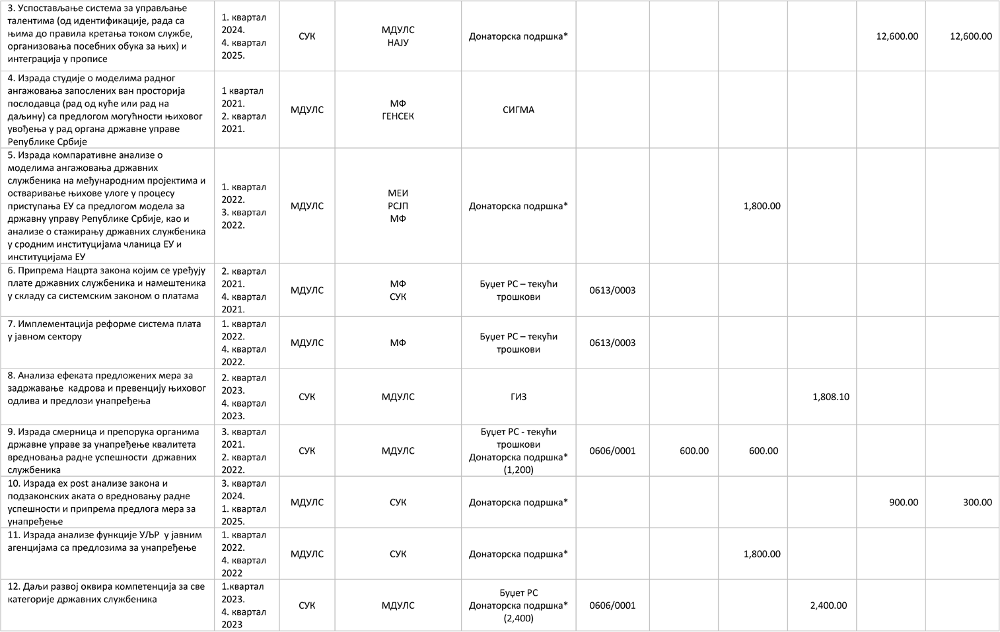 3. Успостављање система за управљање
талентима (од идентификације, рада са
њима до правила кретања током службе,
организовања посебних обука за њих) и
интеграција у прописе
1. квартал
2024.
4. квартал
2025.
СУК
МДУЛС
НАЈУ
Донаторска подршка*
12,600.00
12,600.00
4. Израда студије о моделима радног
ангажовања запослених ван просторија
послодавца (рад од куће или рад на
даљину) са предлогом могућности њиховог
увођења у рад органа државне управе
Републике Србије
1 квартал
2021.
2. квартал
2021.
МДУЛС
МФ
ГЕНСЕК
СИГМА
5. Израда компаративне анализе о
моделима ангажовања државних
службеника на међународним пројектима и
остваривање њихове улоге у процесу
приступања ЕУ са предлогом модела за
државну управу Републике Србије, као и
анализе о стажирању државних службеника
у сродним институцијама чланица ЕУ и
институцијама ЕУ
1. квартал
2022.
3. квартал
2022.
МДУЛС
МЕИ
РСЈП
МФ
Донаторска подршка*
1,800.00
6. Припрема Нацрта закона којим се уређују
плате државних службеника и намештеника
у складу са системским законом о платама
2. квартал
2021.
4. квартал
2021.
МДУЛС
МФ
СУК
Буџет РС – текући
трошкови
0613/0003
7. Имплементација реформе система плата
у јавном сектору
1. квартал
2022.
4. квартал
2022.
МДУЛС
МФ
Буџет РС – текући
трошкови
0613/0003
8. Анализа ефеката предложених мера за
задржавање  кадрова и превенцију њиховог
одлива и предлози унапређења
2. квартал
2023.
4. квартал
2023.
СУК
МДУЛС
ГИЗ
1,808.10
9. Израда смерница и препорука органима
државне управе за унапређење квалитета
вредновања радне успешности  државних
службеника
3. квартал
2021.
2. квартал
2022.
СУК
МДУЛС
Буџет РС - текући
трошкови
Донаторска подршка*
(1,200)
0606/0001
600.00
600.00
10. Израда ex post анализе закона и
подзаконских аката о вредновању радне
успешности и припрема предлога мера за
унапређење
3. квартал
2024.
1. квартал
2025.
МДУЛС
СУК
Донаторска подршка*
900.00
300.00
11. Израда анализе функције УЉР  у јавним
агенцијама са предлозима за унапређење
1. квартал
2022.
4. квартал
2022
МДУЛС
СУК
Донаторска подршка*
1,800.00
12. Даљи развој оквира компетенција за све
категорије државних службеника
1.квартал
2023.
4. квартал
2023
СУК
МДУЛС
Буџет РС
Донаторска подршка*
(2,400)
0606/0001
2,400.00